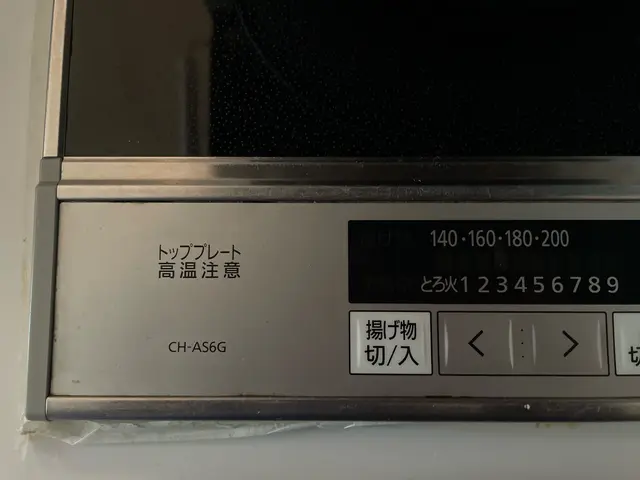 トッププレート
高温注意
CH-AS6G
140・160・180・200
とろ火 1 2 3 4 5 6 7 8 9
揚げ物
切/入
< >
切